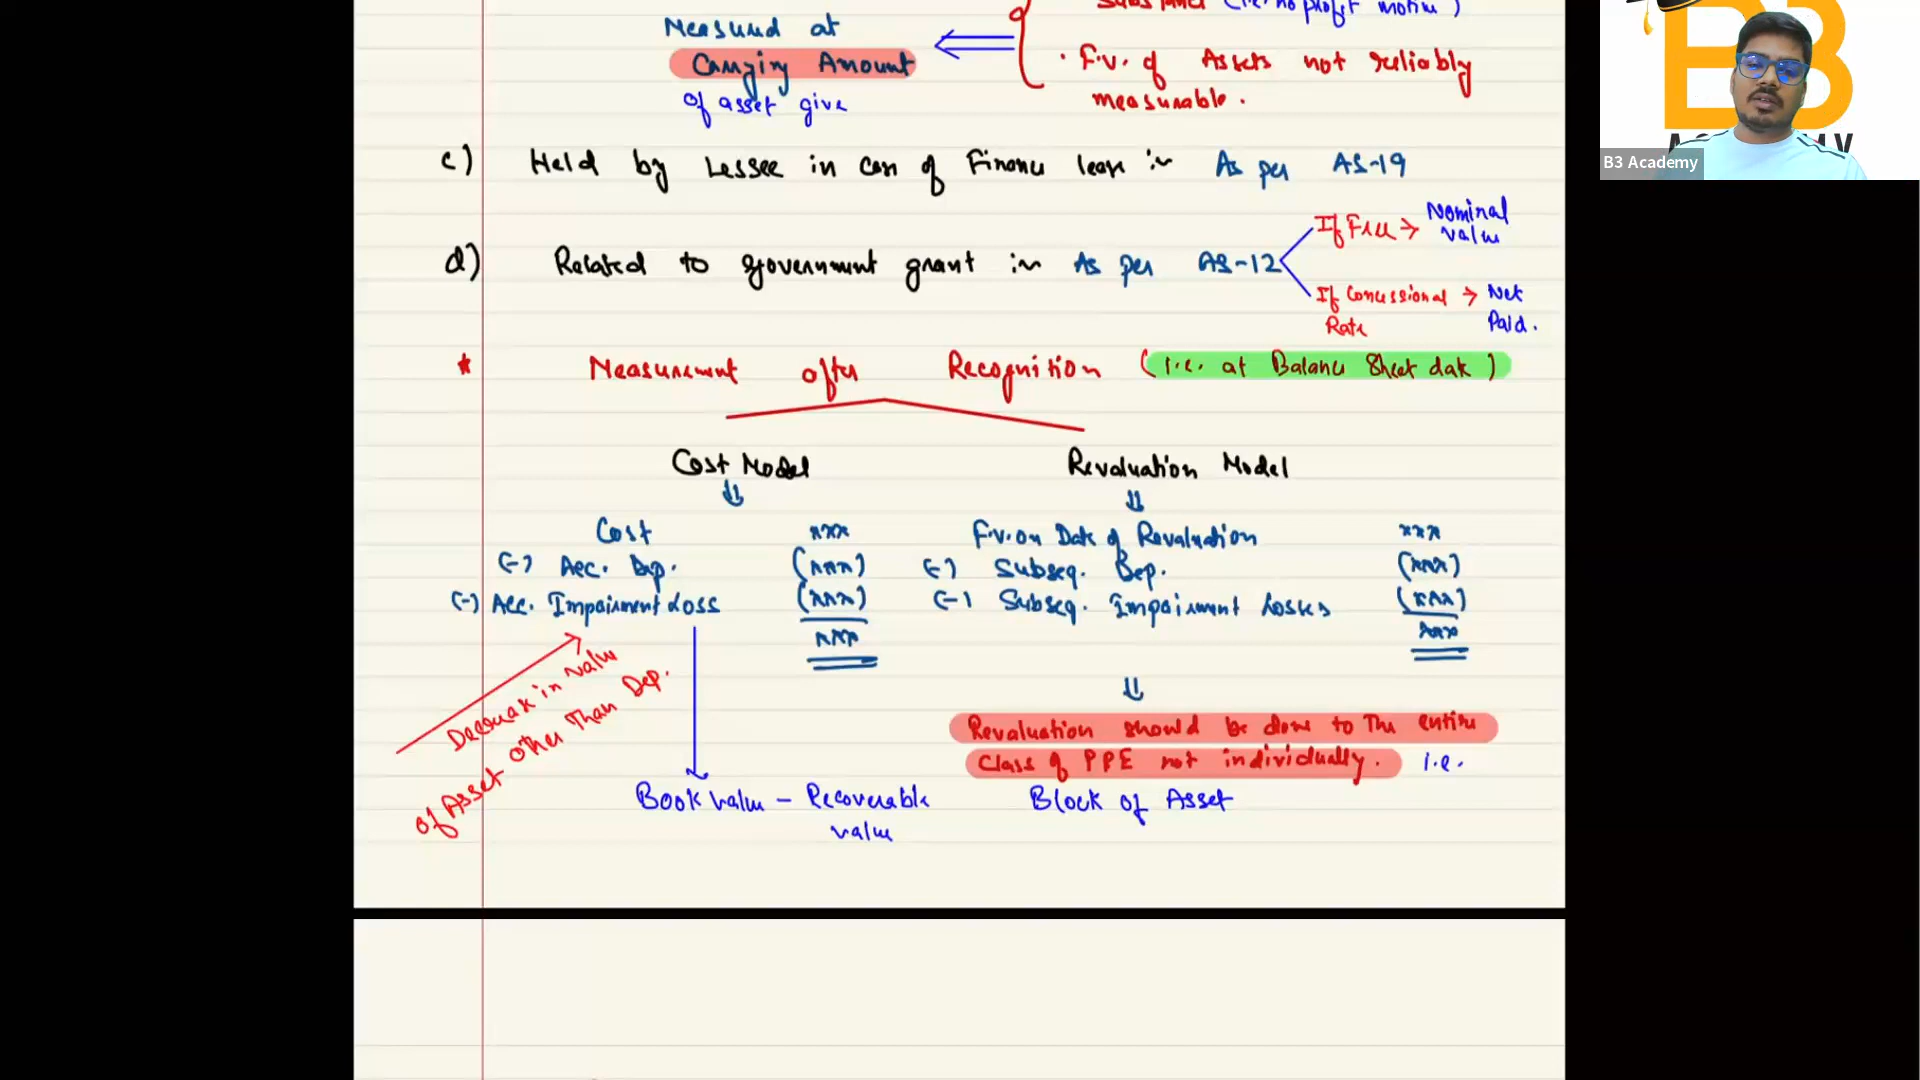 Measured at
Carrying Amount
of asset give
(i.e. no profit motive)
• F.v. of Assets not reliably
measurable.
c) Held by Lessee in case of Finance lease :- As per AS-19
d) Related to government grant :- As per AS-12
If Free → Nominal
value
If Concessional → Net
Rate Paid.
* Measurement after Recognition (i.e. at Balance Sheet date)
Cost Model
Revaluation Model
Cost xxx
(-) Acc. Dep. (xxx)
(-) Acc. Impairment Loss (xxx)
xxx
F.v. on Date of Revaluation xxx
(-) Subseq. Dep. (xxx)
(-) Subseq. Impairment Losses (xxx)
xxx
Decrease in value
of Asset other than Dep.
Book value - Recoverable
value
Revaluation should be done to the entire
class of PPE not individually. i.e.
Block of Asset
B3
B3 Academy